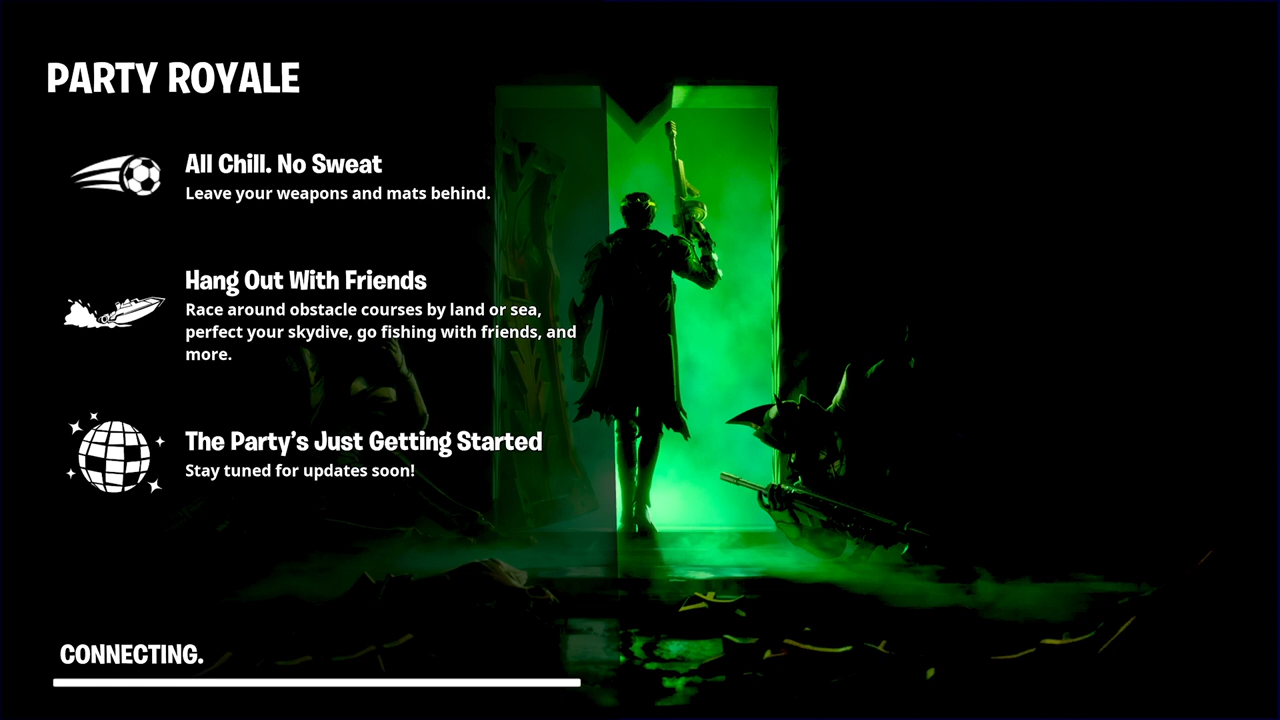 PARTY ROYALE
All Chill. No Sweat
Leave your weapons and mats behind.
Hang Out With Friends
Race around obstacle courses by land or sea,
perfect your skydive, go fishing with friends, and
more.
The Party's Just Getting Started
Stay tuned for updates soon!
CONNECTING.